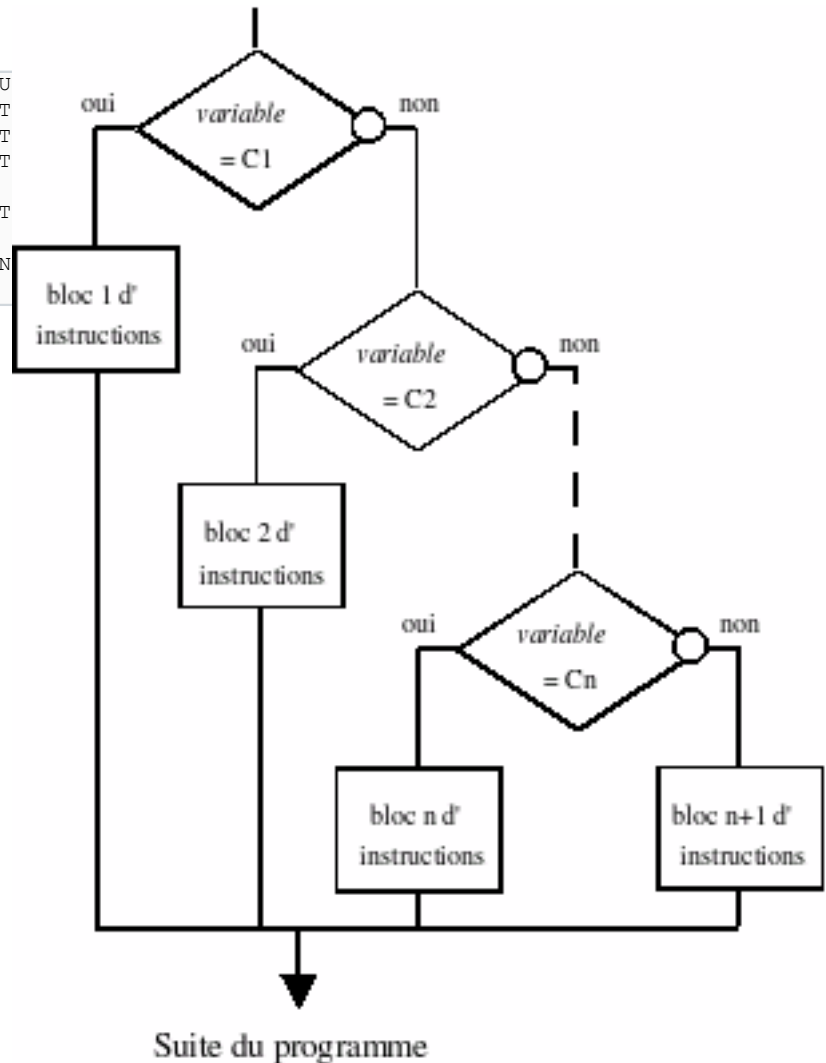 U
T
T
T
T
N
oui
non
variable
= C1
bloc 1 d'
instructions
oui
non
variable
= C2
bloc 2 d'
instructions
oui
non
variable
= Cn
bloc n d'
instructions
bloc n+1 d'
instructions
Suite du programme